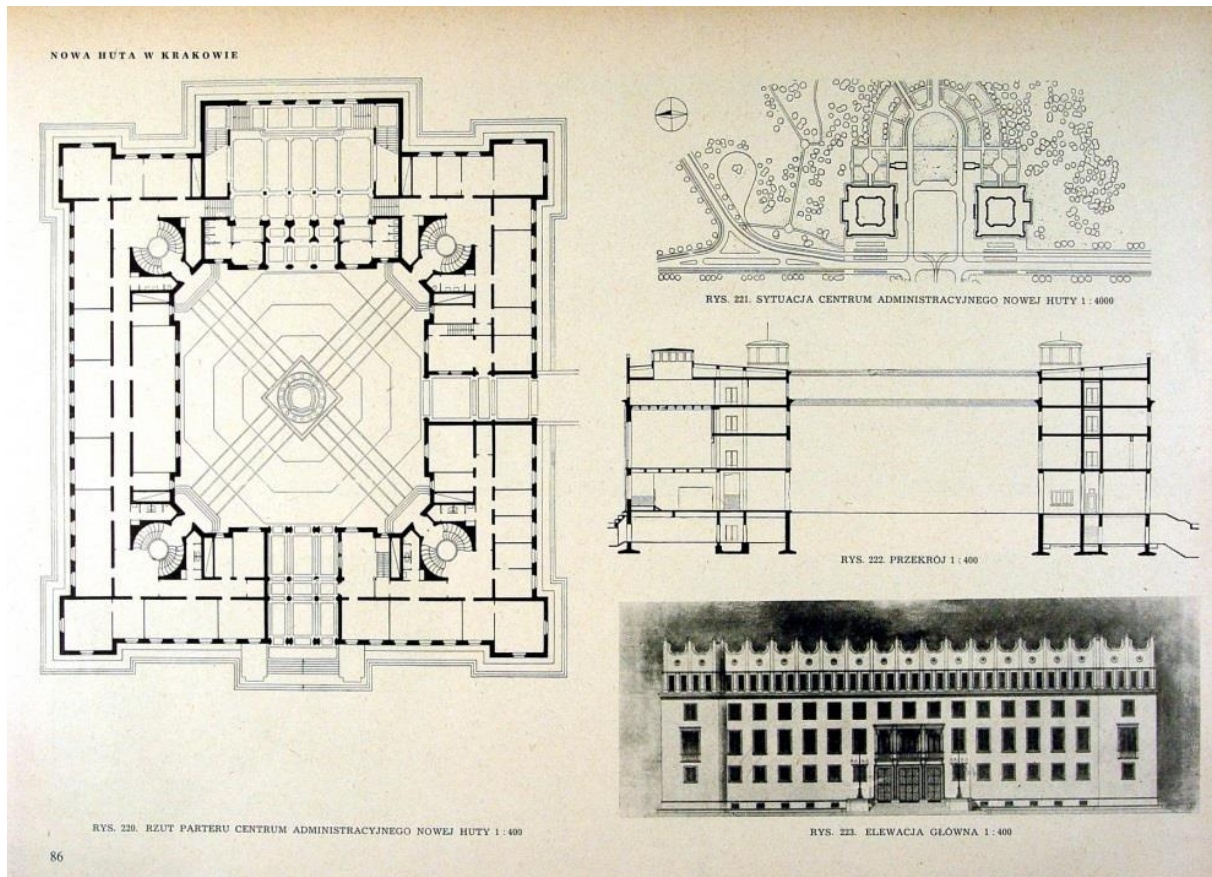 NOWA HUTA W KRAKOWIE
RYS. 221. SYTUACJA CENTRUM ADMINISTRACYJNEGO NOWEJ HUTY 1 : 4000
RYS. 222. PRZEKRÓJ 1 : 400
RYS. 220. RZUT PARTERU CENTRUM ADMINISTRACYJNEGO NOWEJ HUTY 1 : 400
RYS. 223. ELEWACJA GŁÓWNA 1 : 400
86